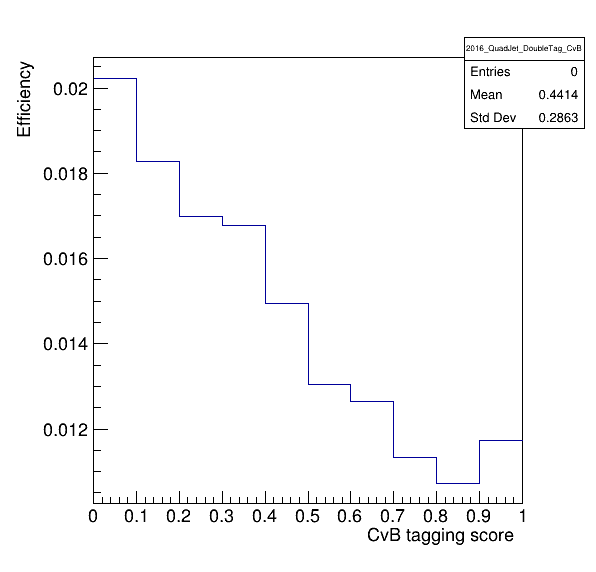 2016_QuadJet_DoubleTag_CvB
Entries 0
Mean 0.4414
Std Dev 0.2863
Efficiency
0.02
0.018
0.016
0.014
0.012
0 0.1 0.2 0.3 0.4 0.5 0.6 0.7 0.8 0.9 1
CvB tagging score